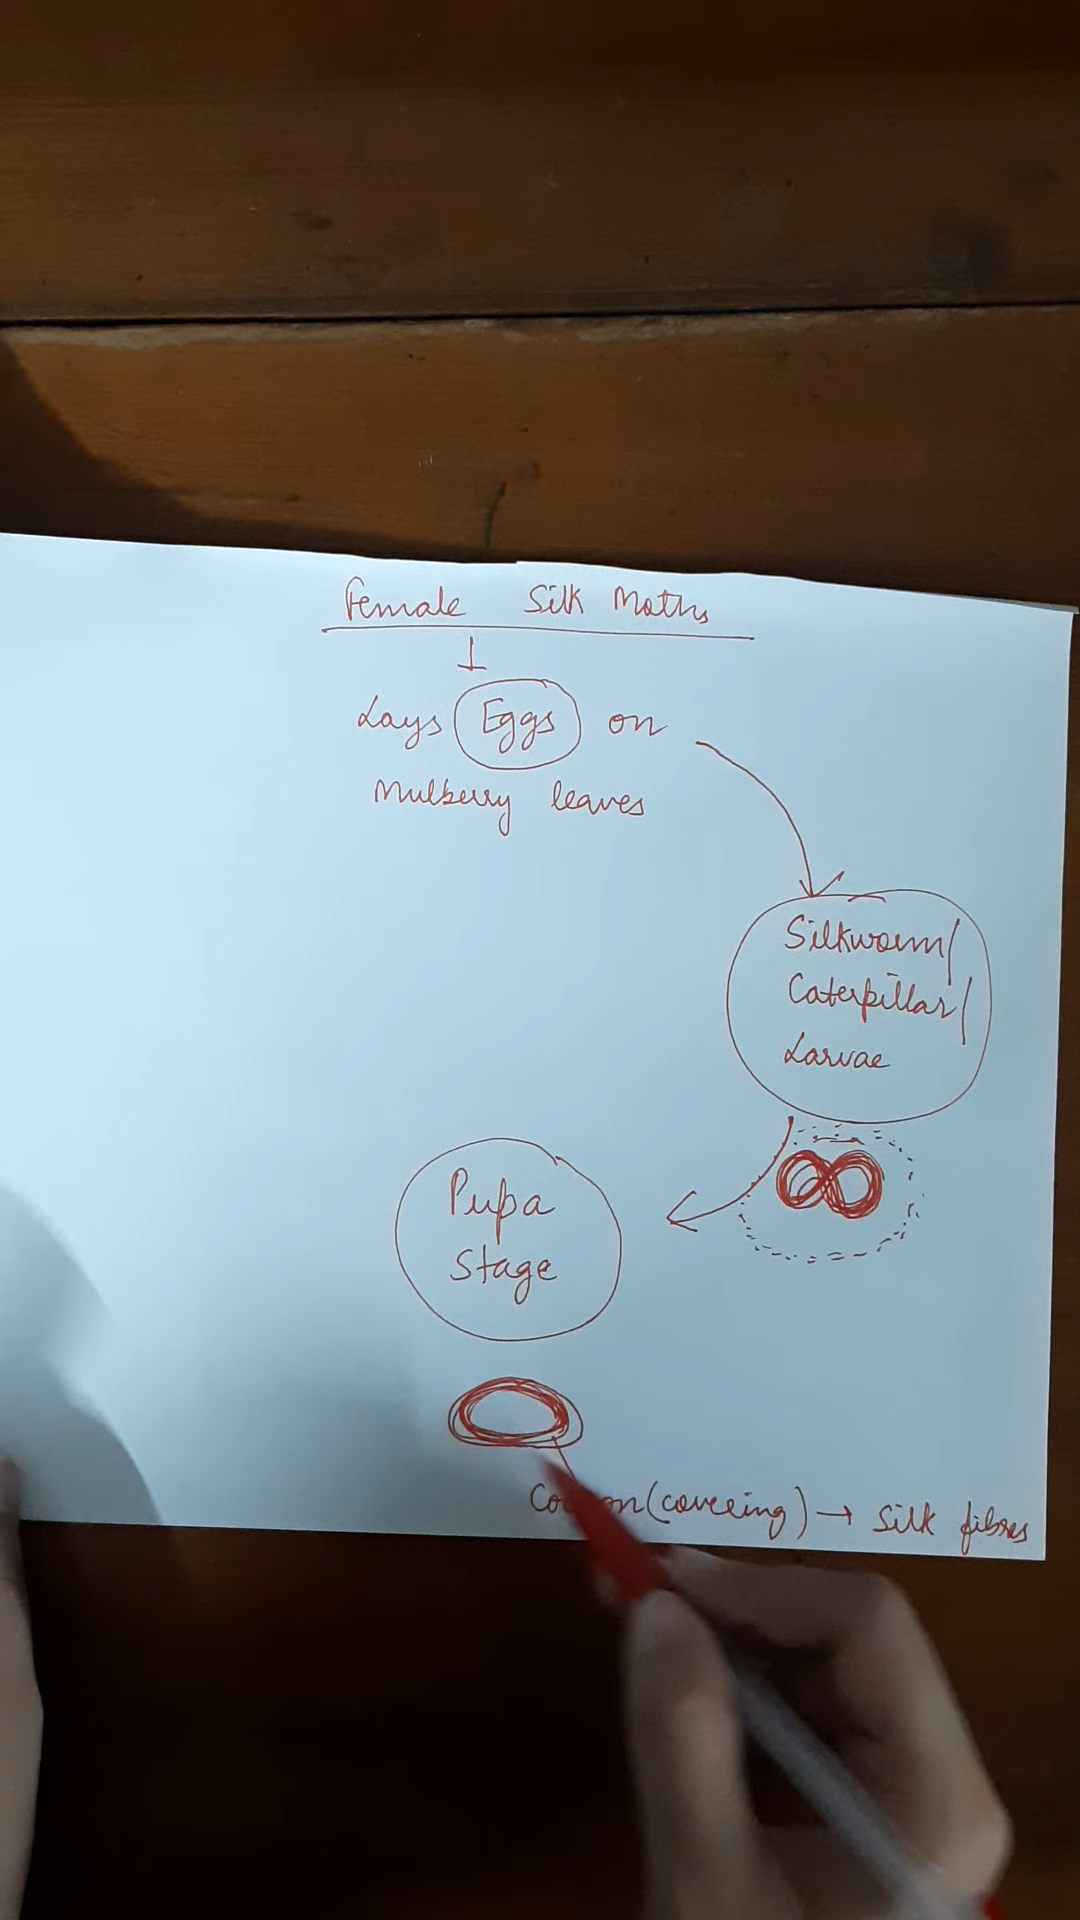 Female Silk Moths
Lays Eggs on
Mulberry leaves
Silkworm/
Caterpillar/
Larvae
Pupa
Stage
(covering) → Silk fibres